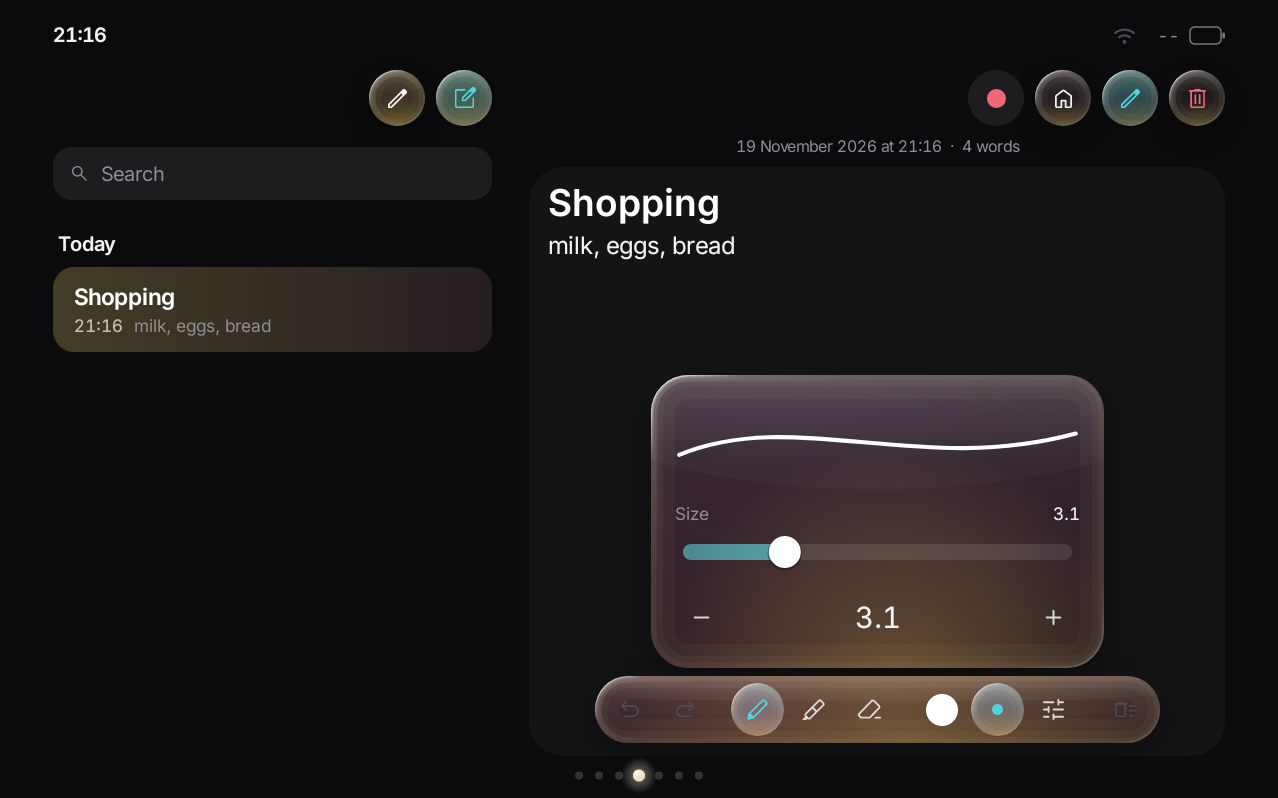 21:16
--
Search
Today
Shopping
21:16 milk, eggs, bread
19 November 2026 at 21:16 · 4 words
Shopping
milk, eggs, bread
Size 3.1
3.1